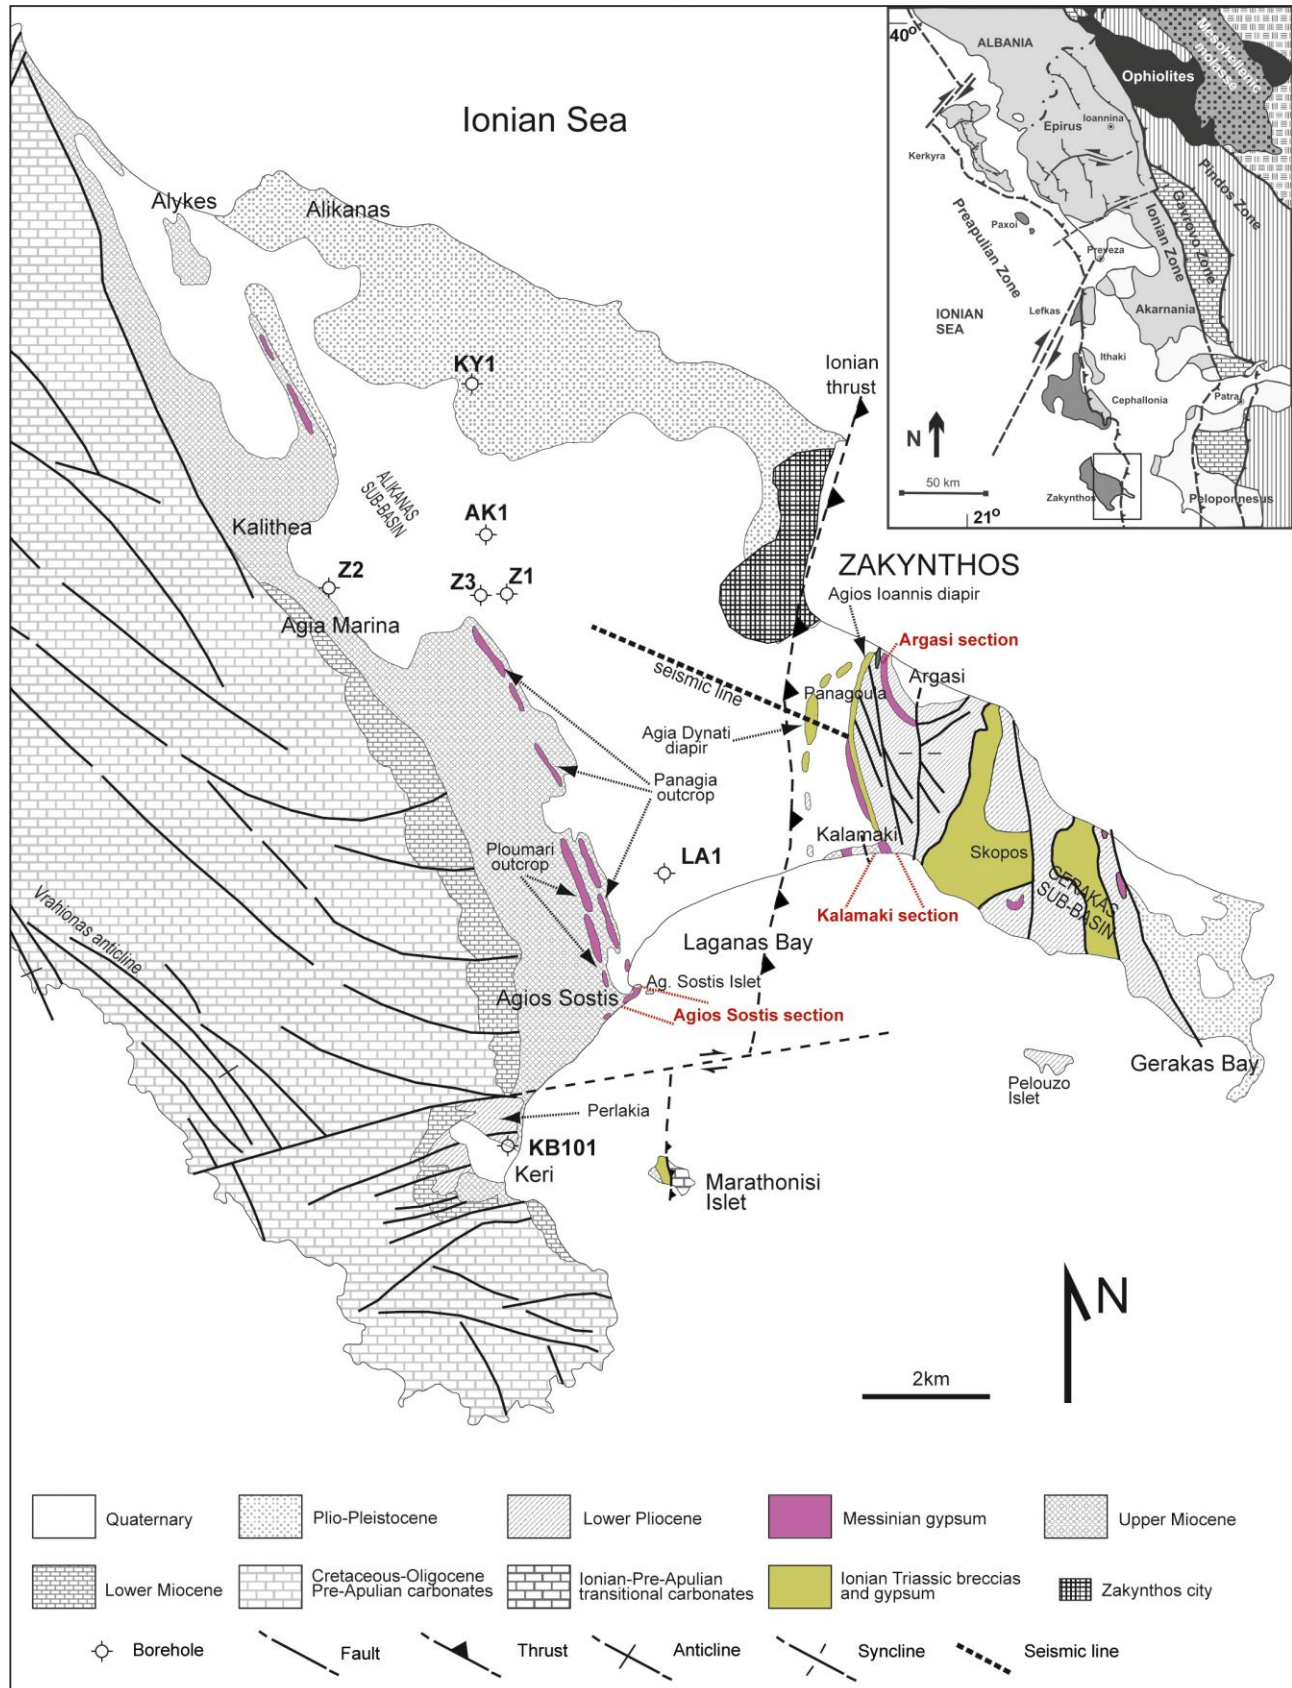 Ionian Sea
Alykes
Alikanas
KY1
Ionian
thrust
ALIKANAS
SUB-BASIN
Kalithea
AK1
Z2
Z3
Z1
Agia Marina
ZAKYNTHOS
Agios Ioannis diapir
Argasi section
Argasi
seismic line
Panagoula
Agia Dynati
diapir
Panagia
outcrop
Ploumari
outcrop
LA1
Kalamaki
Kalamaki section
Skopos
GERAKAS
SUB-BASIN
Vrahionas anticline
Laganas Bay
Ag. Sostis Islet
Agios Sostis
Agios Sostis section
Gerakas Bay
Pelouzo
Islet
Perlakia
KB101
Keri
Marathonisi
Islet
N
2km
40°
ALBANIA
Ophiolites
Mesohellenic
molasse
Epirus
Ioannina
Kerkyra
Pindos Zone
Gavrovo Zone
Ionian Zone
Preapulian Zone
Paxoi
Preveza
IONIAN
SEA
Lefkas
Akarnania
Ithaki
Cephallonia
Patra
N
50 km
Zakynthos
Peloponnesus
21°
Quaternary
Plio-Pleistocene
Lower Pliocene
Messinian gypsum
Upper Miocene
Lower Miocene
Cretaceous-Oligocene
Pre-Apulian carbonates
Ionian-Pre-Apulian
transitional carbonates
Ionian Triassic breccias
and gypsum
Zakynthos city
Borehole
Fault
Thrust
Anticline
Syncline
Seismic line